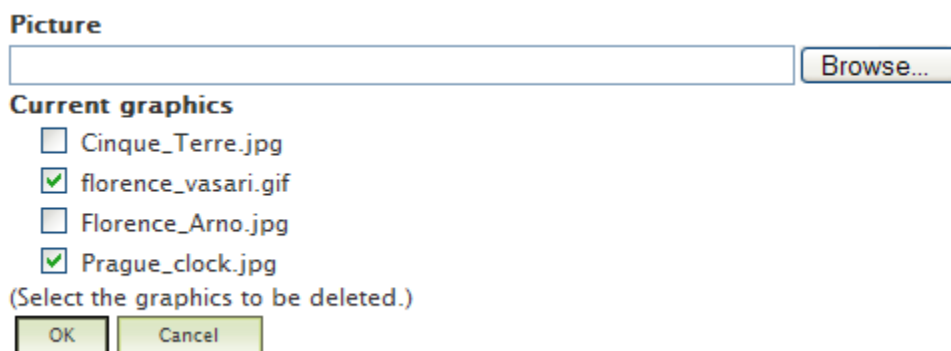 Picture
Browse...
Current graphics
Cinque_Terre.jpg
florence_vasari.gif
Florence_Arno.jpg
Prague_clock.jpg
(Select the graphics to be deleted.)
OK Cancel